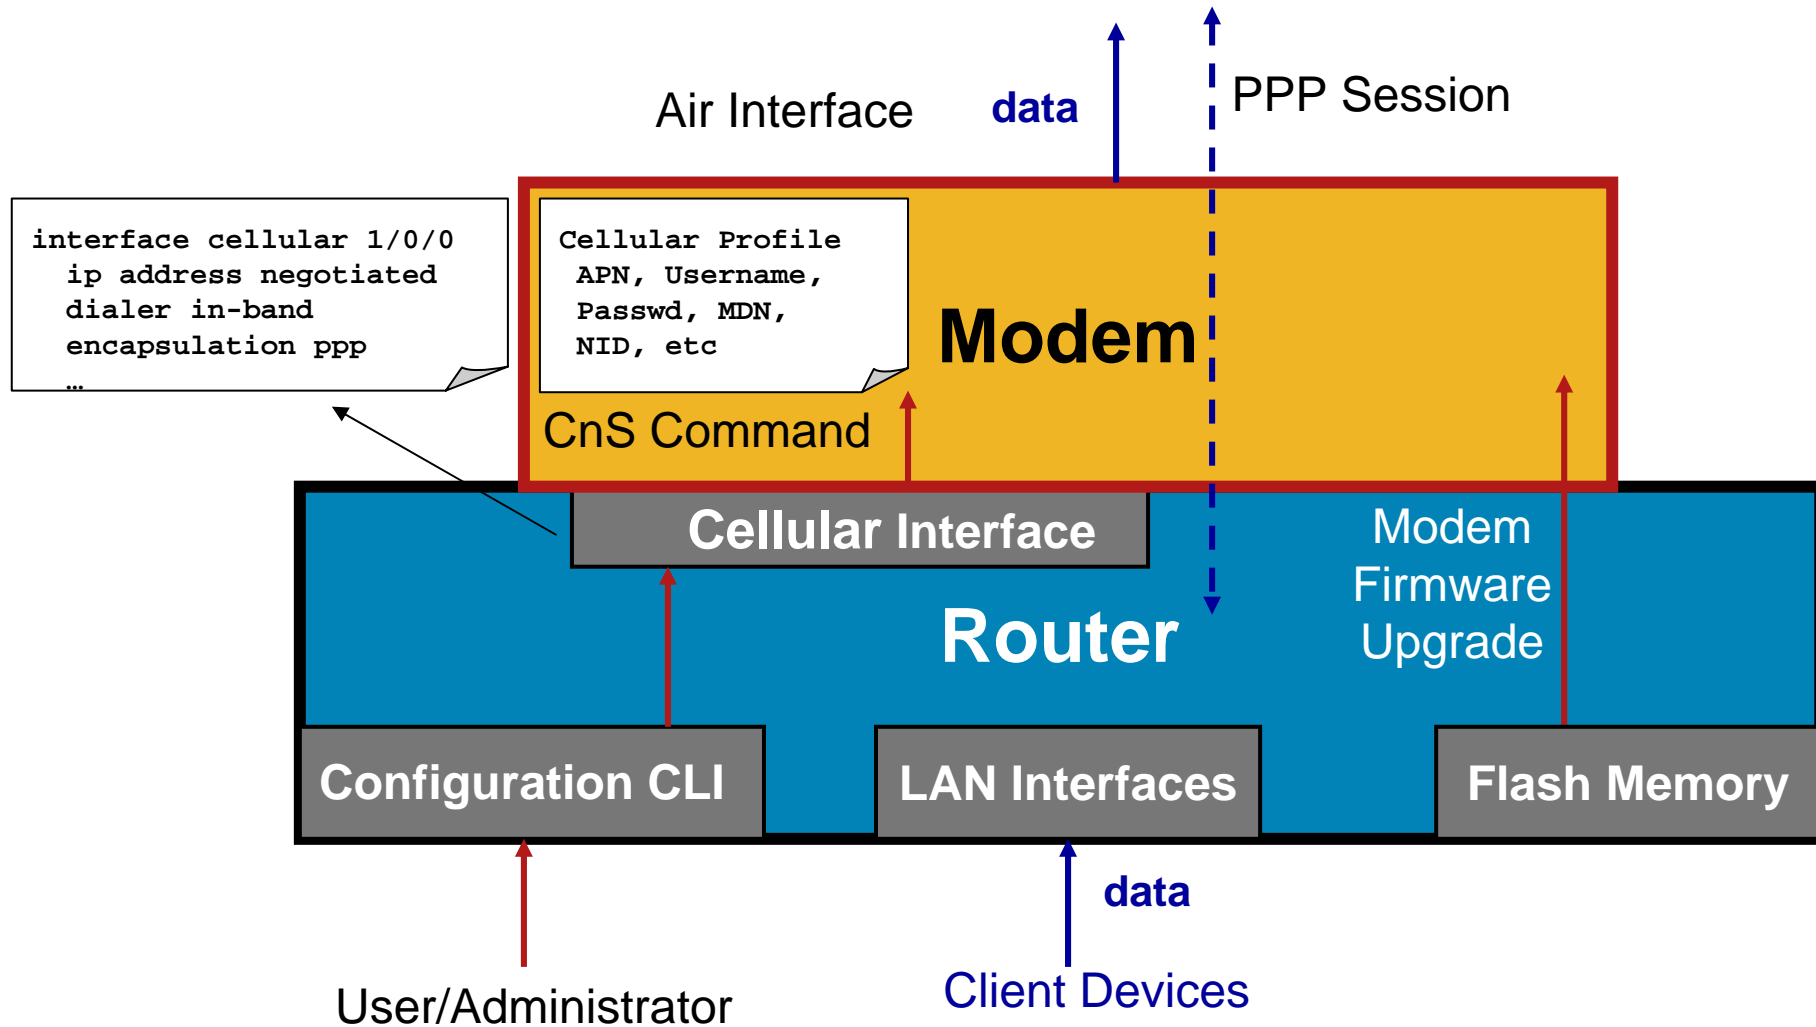 Air Interface
data
PPP Session
interface cellular 1/0/0
ip address negotiated
dialer in-band
encapsulation ppp
…
Cellular Profile
APN, Username,
Passwd, MDN,
NID, etc
Modem
CnS Command
Cellular Interface
Modem
Firmware
Upgrade
Router
Configuration CLI
LAN Interfaces
Flash Memory
data
User/Administrator
Client Devices